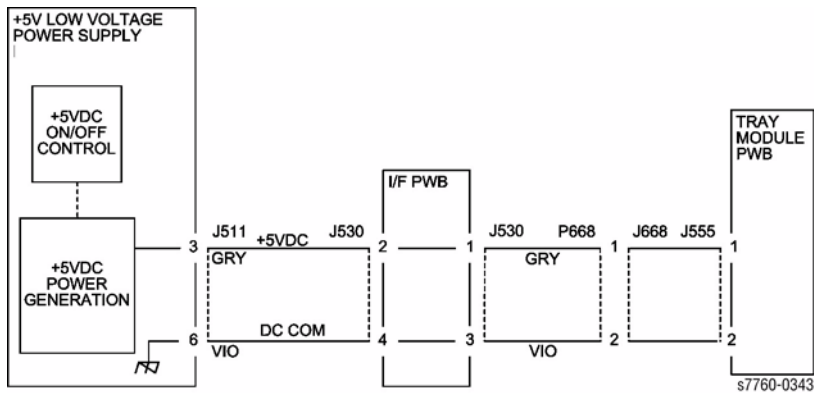 +5V LOW VOLTAGE
POWER SUPPLY
+5VDC
ON/OFF
CONTROL
+5VDC
POWER
GENERATION
3
6
J511
+5VDC
J530
GRY
DC COM
VIO
I/F PWB
2
1
4
3
J530
P668
GRY
VIO
1
2
J668
J555
1
2
TRAY
MODULE
PWB
s7760-0343